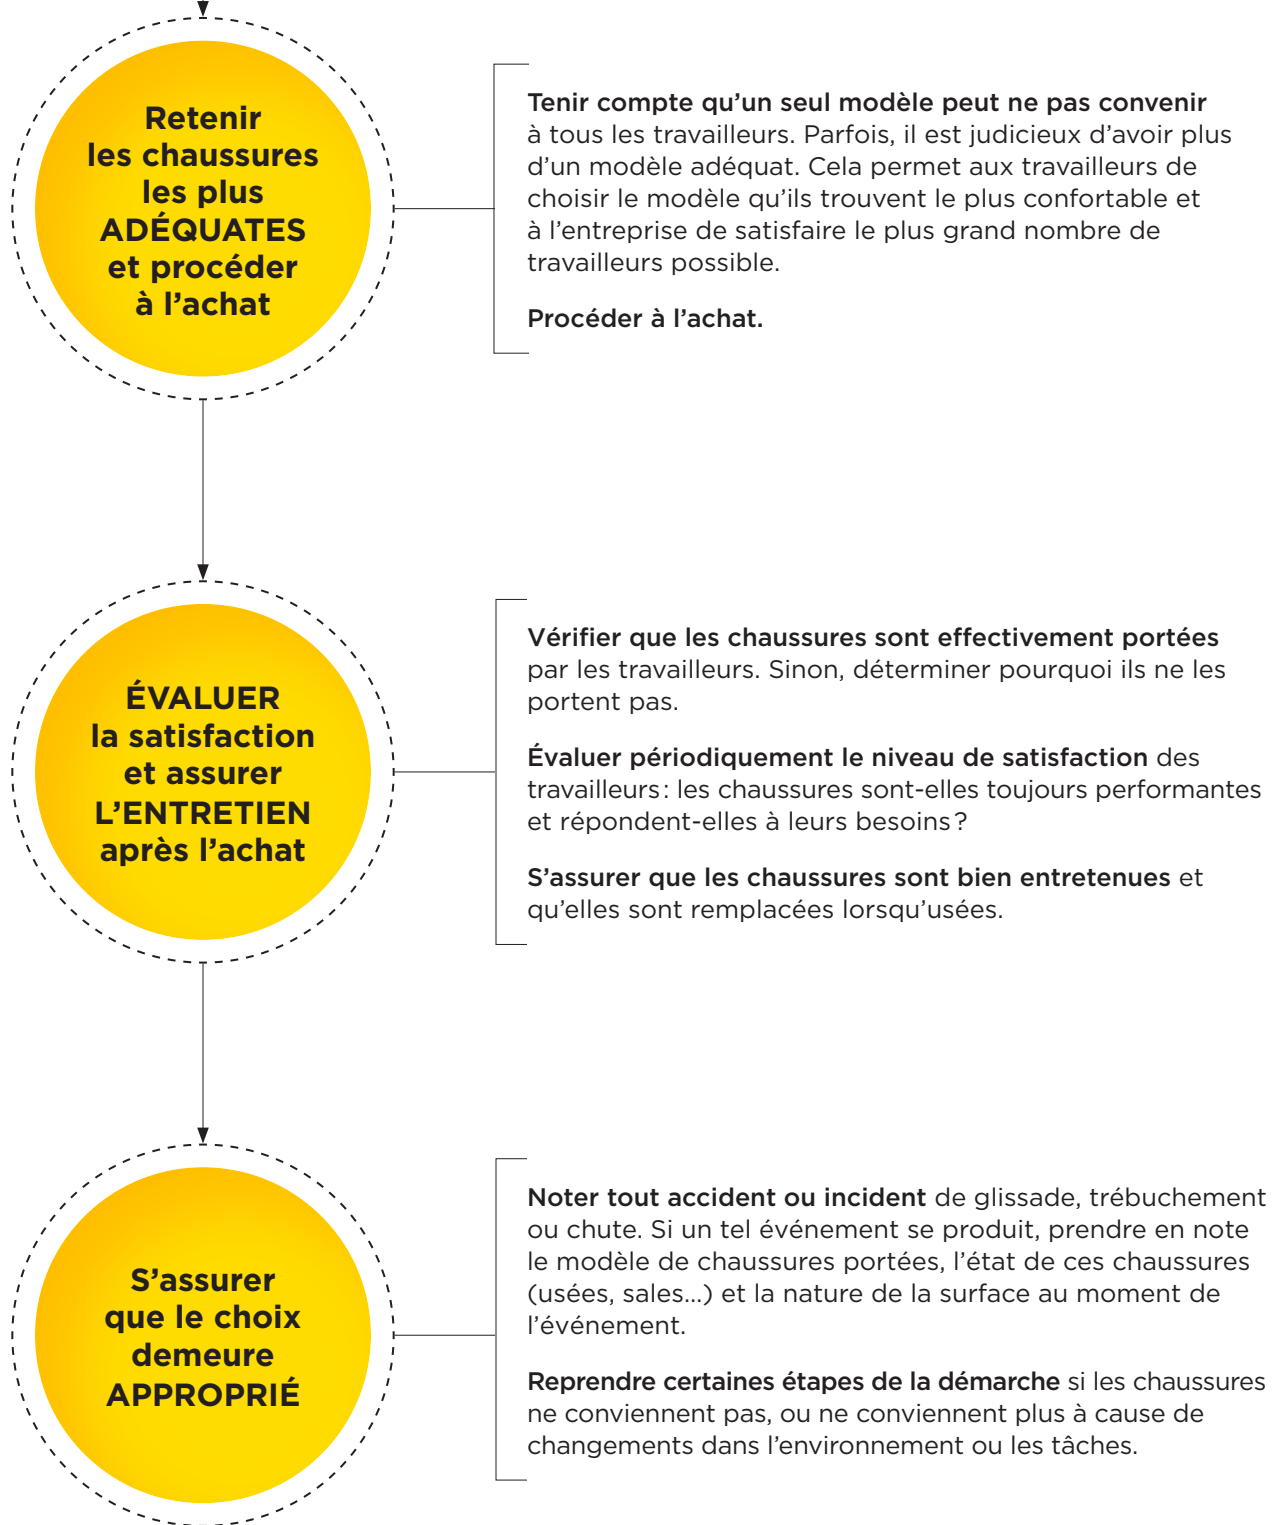 Retenir
les chaussures
les plus
ADÉQUATES
et procéder
à l’achat
Tenir compte qu’un seul modèle peut ne pas convenir
à tous les travailleurs. Parfois, il est judicieux d’avoir plus
d’un modèle adéquat. Cela permet aux travailleurs de
choisir le modèle qu’ils trouvent le plus confortable et
à l’entreprise de satisfaire le plus grand nombre de
travailleurs possible.
Procéder à l’achat.
ÉVALUER
la satisfaction
et assurer
L’ENTRETIEN
après l’achat
Vérifier que les chaussures sont effectivement portées
par les travailleurs. Sinon, déterminer pourquoi ils ne les
portent pas.
Évaluer périodiquement le niveau de satisfaction des
travailleurs : les chaussures sont-elles toujours performantes
et répondent-elles à leurs besoins ?
S’assurer que les chaussures sont bien entretenues et
qu’elles sont remplacées lorsqu’usées.
S’assurer
que le choix
demeure
APPROPRIÉ
Noter tout accident ou incident de glissade, trébuchement
ou chute. Si un tel événement se produit, prendre en note
le modèle de chaussures portées, l’état de ces chaussures
(usées, sales...) et la nature de la surface au moment de
l’événement.
Reprendre certaines étapes de la démarche si les chaussures
ne conviennent pas, ou ne conviennent plus à cause de
changements dans l’environnement ou les tâches.